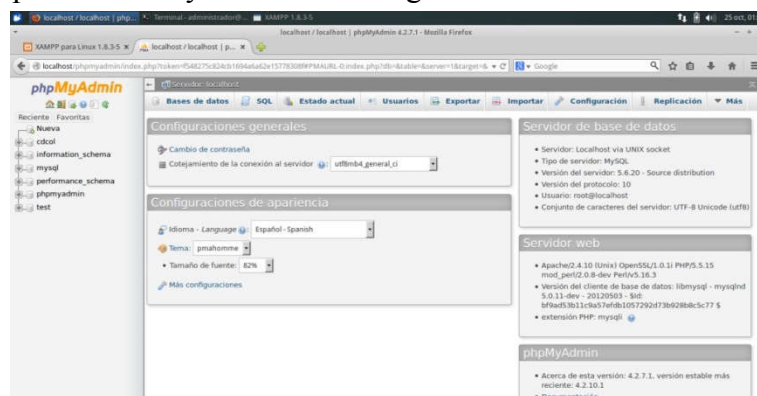 localhost / localhost | php...
Terminal - administrador@...
XAMPP 1.8.3-5
25 oct, 01
localhost / localhost | phpMyAdmin 4.2.7.1 - Mozilla Firefox
XAMPP para Linux 1.8.3-5
localhost / localhost | p...
Google
phpMyAdmin
Servidor: localhost
Bases de datos
SQL
Estado actual
Usuarios
Exportar
Importar
Configuración
Replicación
Más
Reciente Favoritas
Nueva
cdcol
information_schema
mysql
performance_schema
phpmyadmin
test
Configuraciones generales
Cambio de contraseña
Cotejamiento de la conexión al servidor : utf8mb4_general_ci
Configuraciones de apariencia
Idioma - Language : Español - Spanish
Tema: pmahomme
Tamaño de fuente: 82%
Más configuraciones
Servidor de base de datos
Servidor: Localhost via UNIX socket
Tipo de servidor: MySQL
Versión del servidor: 5.6.20 - Source distribution
Versión del protocolo: 10
Usuario: root@localhost
Conjunto de caracteres del servidor: UTF-8 Unicode (utf8)
Servidor web
Apache/2.4.10 (Unix) OpenSSL/1.0.1i PHP/5.5.15
mod_perl/2.0.8-dev Perl/v5.16.3
Versión del cliente de base de datos: libmysql - mysqlnd
5.0.11-dev - 20120503 - $Id:
bf9ad53b11c9a57efdb1057292d73b928b8c5c77 $
extensión PHP: mysqli
phpMyAdmin
Acerca de esta versión: 4.2.7.1, versión estable más
reciente: 4.2.10.1